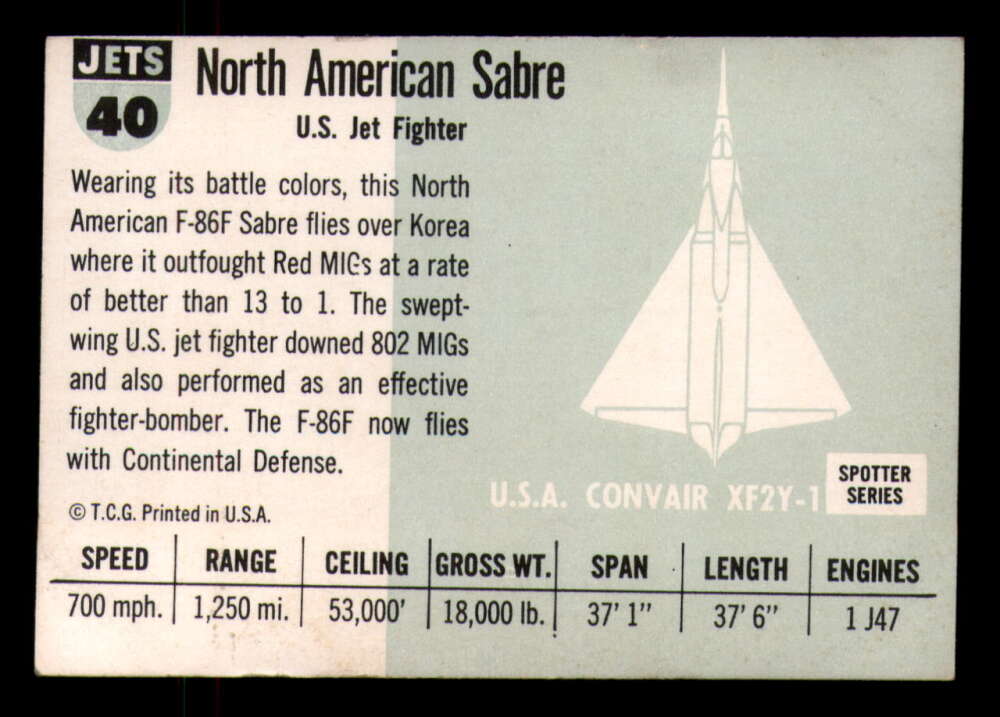 JETS
40
North American Sabre
U.S. Jet Fighter
Wearing its battle colors, this North
American F-86F Sabre flies over Korea
where it outfought Red MIGs at a rate
of better than 13 to 1. The swept-
wing U.S. jet fighter downed 802 MIGs
and also performed as an effective
fighter-bomber. The F-86F now flies
with Continental Defense.
© T.C.G. Printed in U.S.A.
U.S.A. CONVAIR XF2Y-1
SPOTTER
SERIES
SPEED RANGE CEILING GROSS WT. SPAN LENGTH ENGINES
700 mph. 1,250 mi. 53,000' 18,000 lb. 37' 1" 37' 6" 1 J47